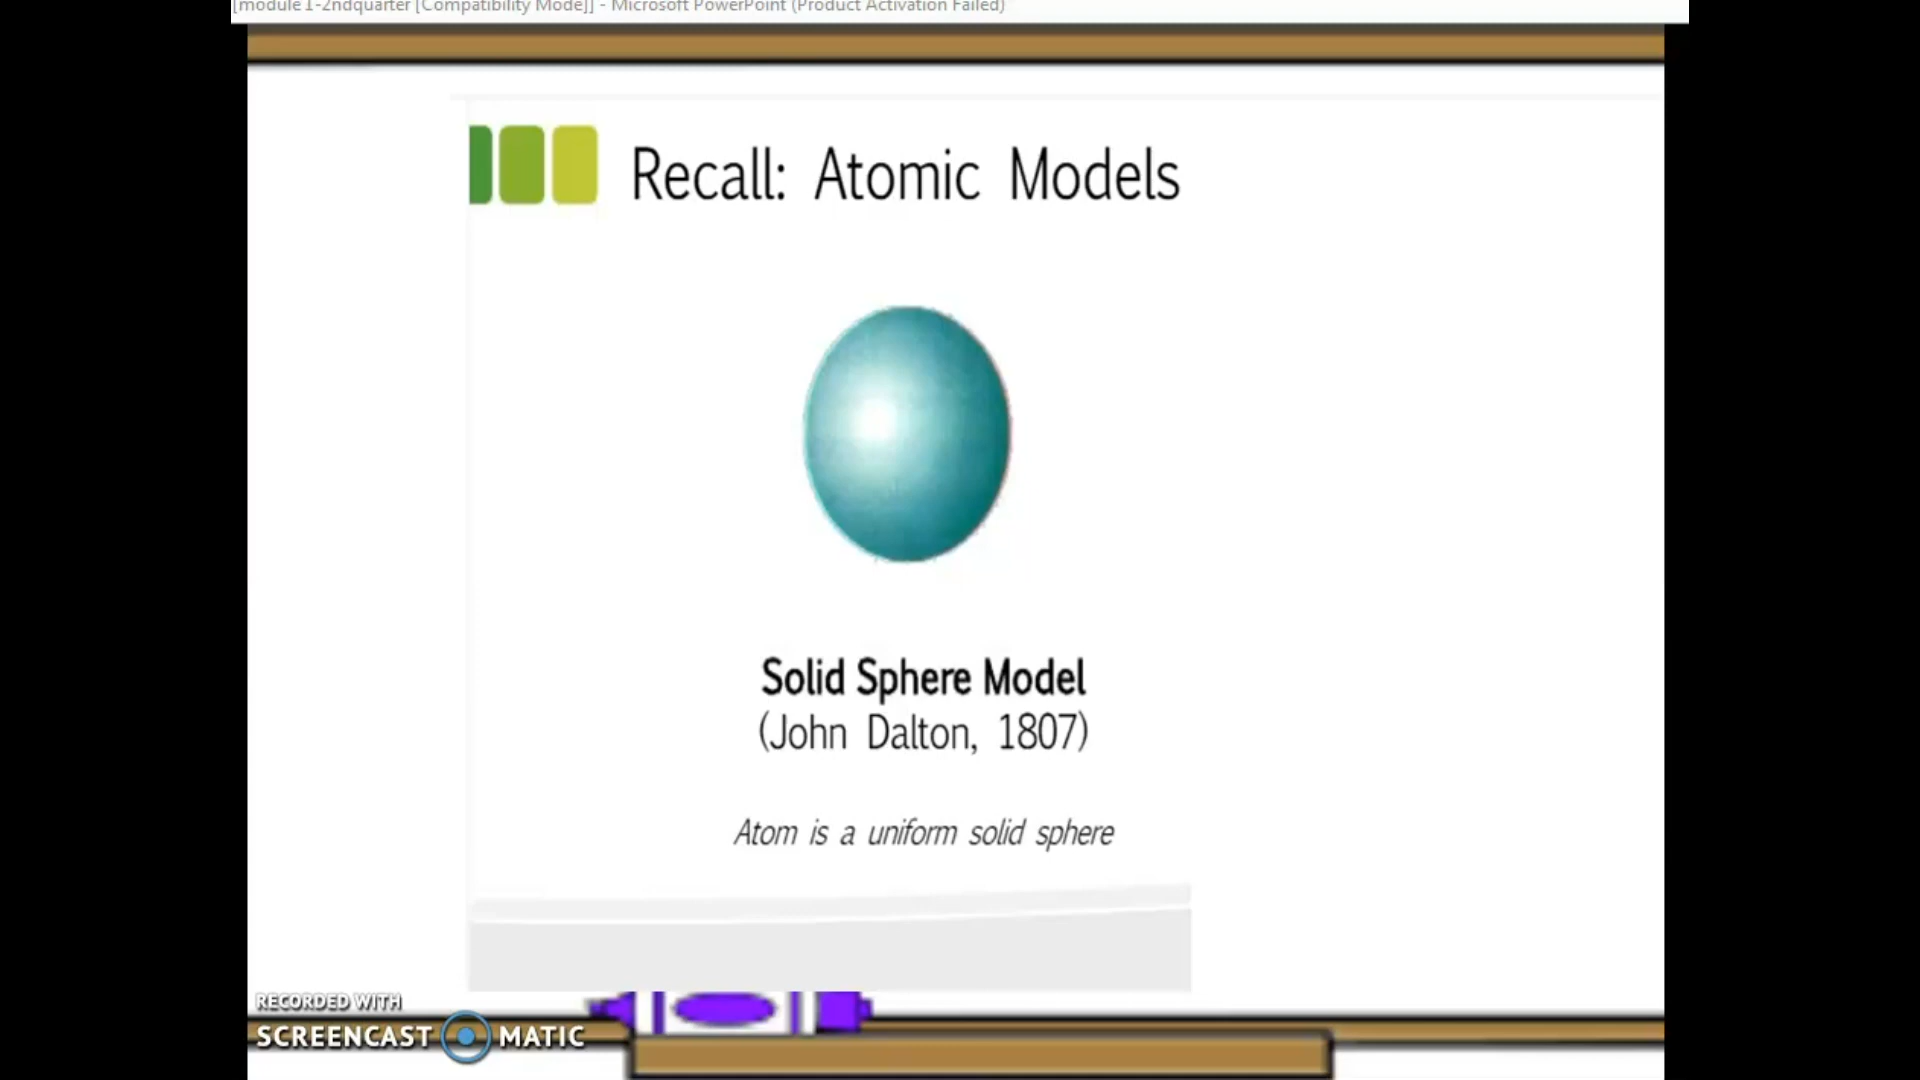 [module 1-2ndquarter [Compatibility Mode]] - Microsoft PowerPoint (Product Activation Failed)
Recall: Atomic Models
Solid Sphere Model
(John Dalton, 1807)
Atom is a uniform solid sphere
RECORDED WITH
SCREENCAST MATIC